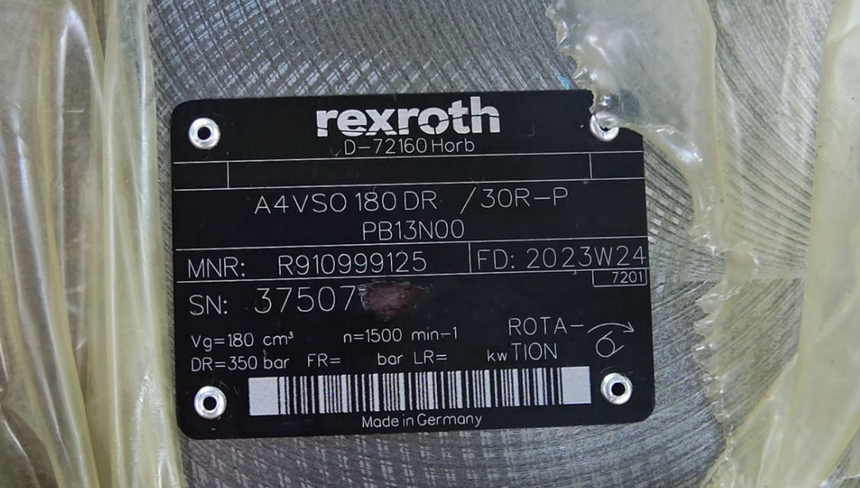 rexroth
D-72160 Horb
A4VSO 180 DR /30R-P
PB13N00
MNR: R910999125 FD: 2023W24
7201
SN: 37507
Vg=180 cm³ n=1500 min-1 ROTA-
DR=350 bar FR= bar LR= kw TION
Made in Germany